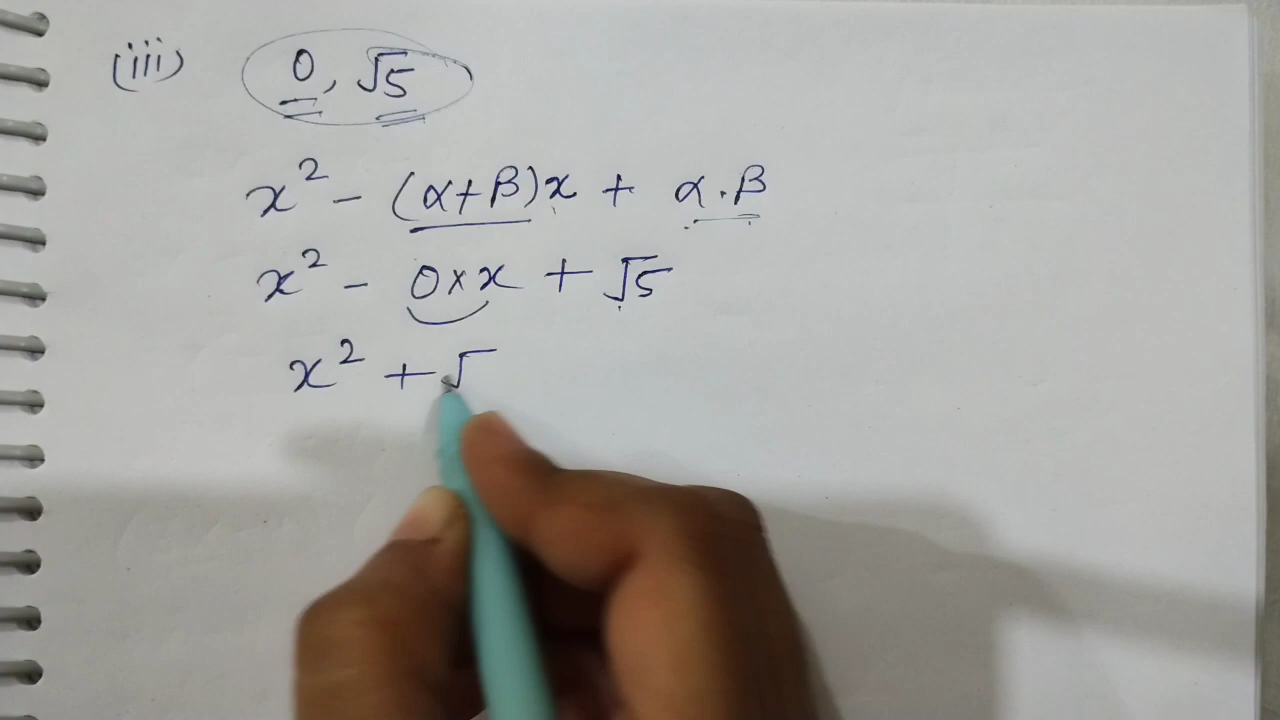 (iii) 0, √5
x² - (α+β)x + α.β
x² - 0×x + √5
x² + √